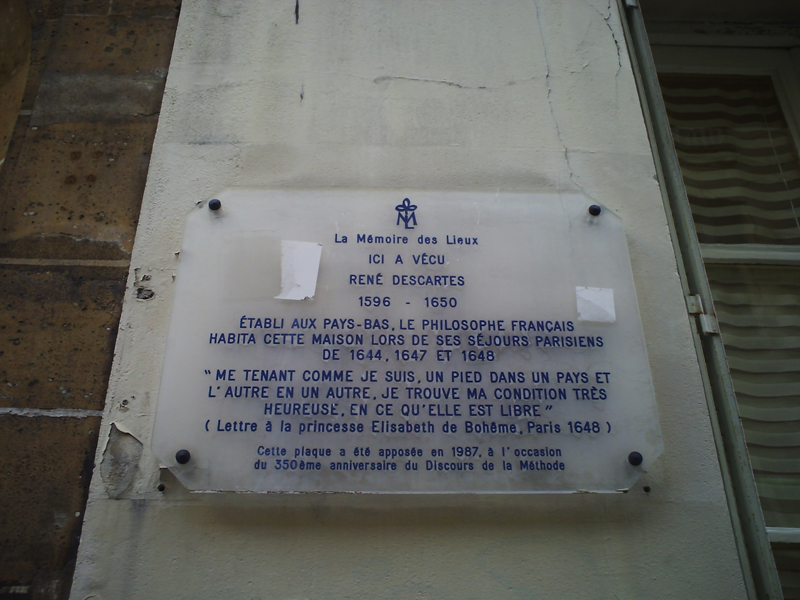 La Mémoire des Lieux
ICI A VÉCU
RENÉ DESCARTES
1596 - 1650
ÉTABLI AUX PAYS-BAS, LE PHILOSOPHE FRANÇAIS
HABITA CETTE MAISON LORS DE SES SÉJOURS PARISIENS
DE 1644, 1647 ET 1648
"ME TENANT COMME JE SUIS, UN PIED DANS UN PAYS ET
L'AUTRE EN UN AUTRE, JE TROUVE MA CONDITION TRÈS
HEUREUSE, EN CE QU'ELLE EST LIBRE"
( Lettre à la princesse Elisabeth de Bohême, Paris 1648 )
Cette plaque a été apposée en 1987, à l'occasion
du 350ème anniversaire du Discours de la Méthode